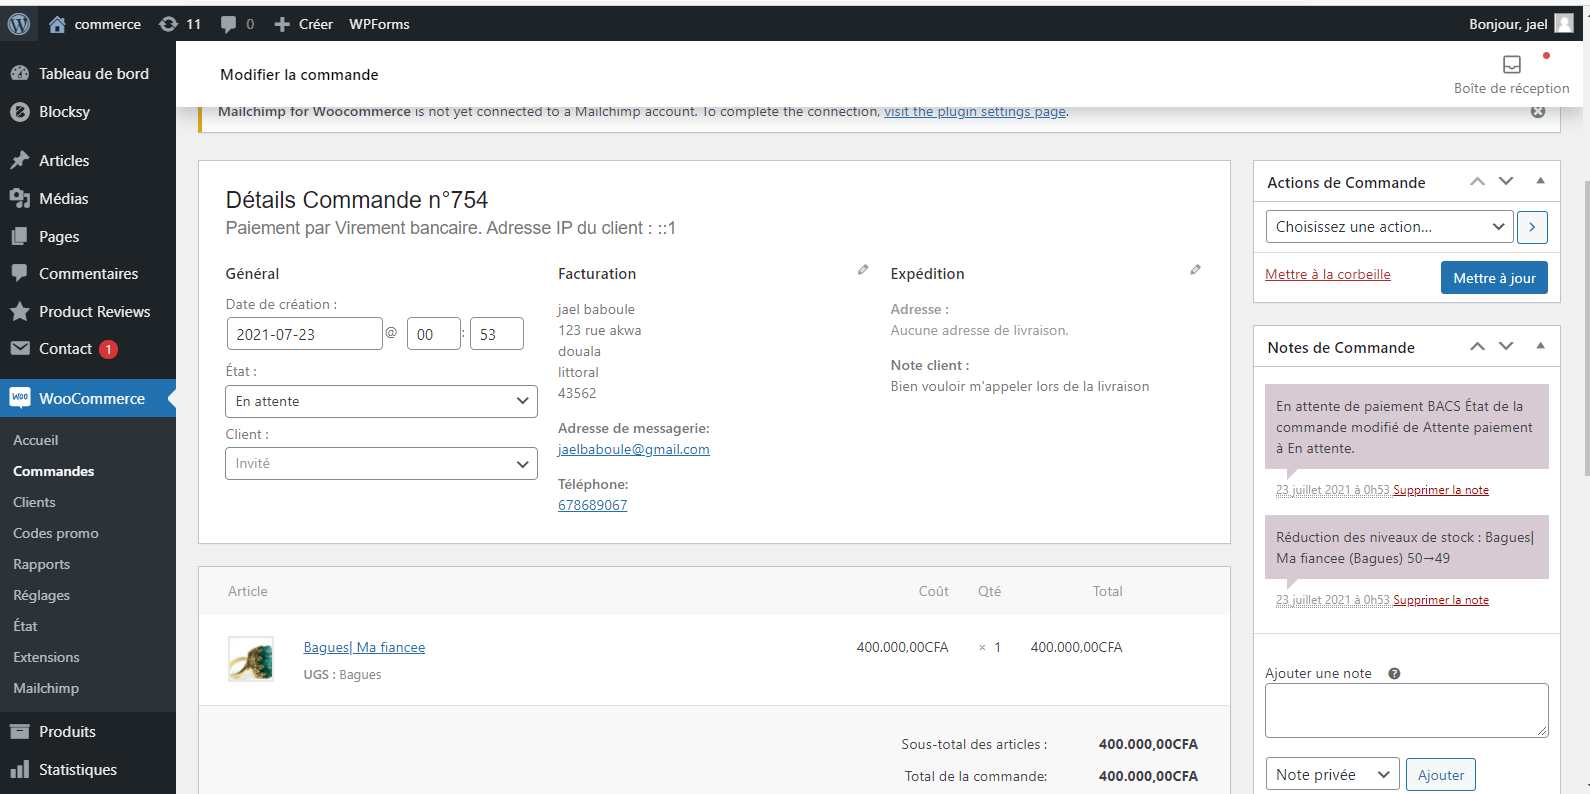 commerce
11
0
Créer
WPForms
Bonjour, jael
Tableau de bord
Blocksy
Articles
Médias
Pages
Commentaires
Product Reviews
Contact 1
WooCommerce
Accueil
Commandes
Clients
Codes promo
Rapports
Réglages
État
Extensions
Mailchimp
Produits
Statistiques
Modifier la commande
Boîte de réception
Mailchimp for Woocommerce is not yet connected to a Mailchimp account. To complete the connection, visit the plugin settings page.
Détails Commande n°754
Paiement par Virement bancaire. Adresse IP du client : ::1
Général
Date de création :
2021-07-23 @ 00 : 53
État :
En attente
Client :
Invité
Facturation
jael baboule
123 rue akwa
douala
littoral
43562
Adresse de messagerie:
jaelbaboule@gmail.com
Téléphone:
678689067
Expédition
Adresse :
Aucune adresse de livraison.
Note client :
Bien vouloir m'appeler lors de la livraison
Article Coût Qté Total
Bagues| Ma fiancee 400.000,00CFA × 1 400.000,00CFA
UGS : Bagues
Sous-total des articles : 400.000,00CFA
Total de la commande: 400.000,00CFA
Actions de Commande
Choisissez une action...
Mettre à la corbeille
Mettre à jour
Notes de Commande
En attente de paiement BACS État de la
commande modifié de Attente paiement
à En attente.
23 juillet 2021 à 0h53 Supprimer la note
Réduction des niveaux de stock : Bagues|
Ma fiancee (Bagues) 50→49
23 juillet 2021 à 0h53 Supprimer la note
Ajouter une note ?
Note privée
Ajouter